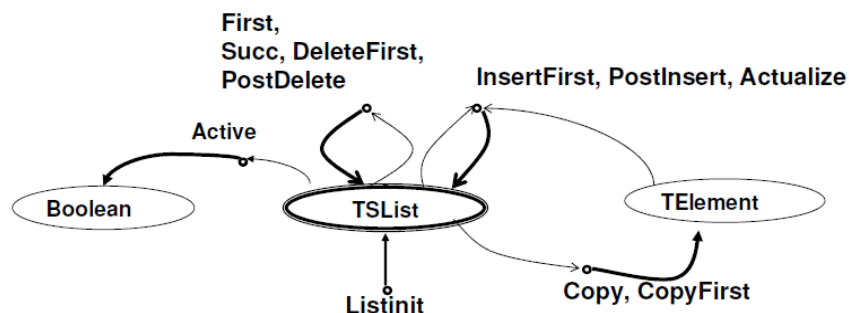 First,
Succ, DeleteFirst,
PostDelete
InsertFirst, PostInsert, Actualize
Active
Boolean
TSList
TElement
Listinit
Copy, CopyFirst